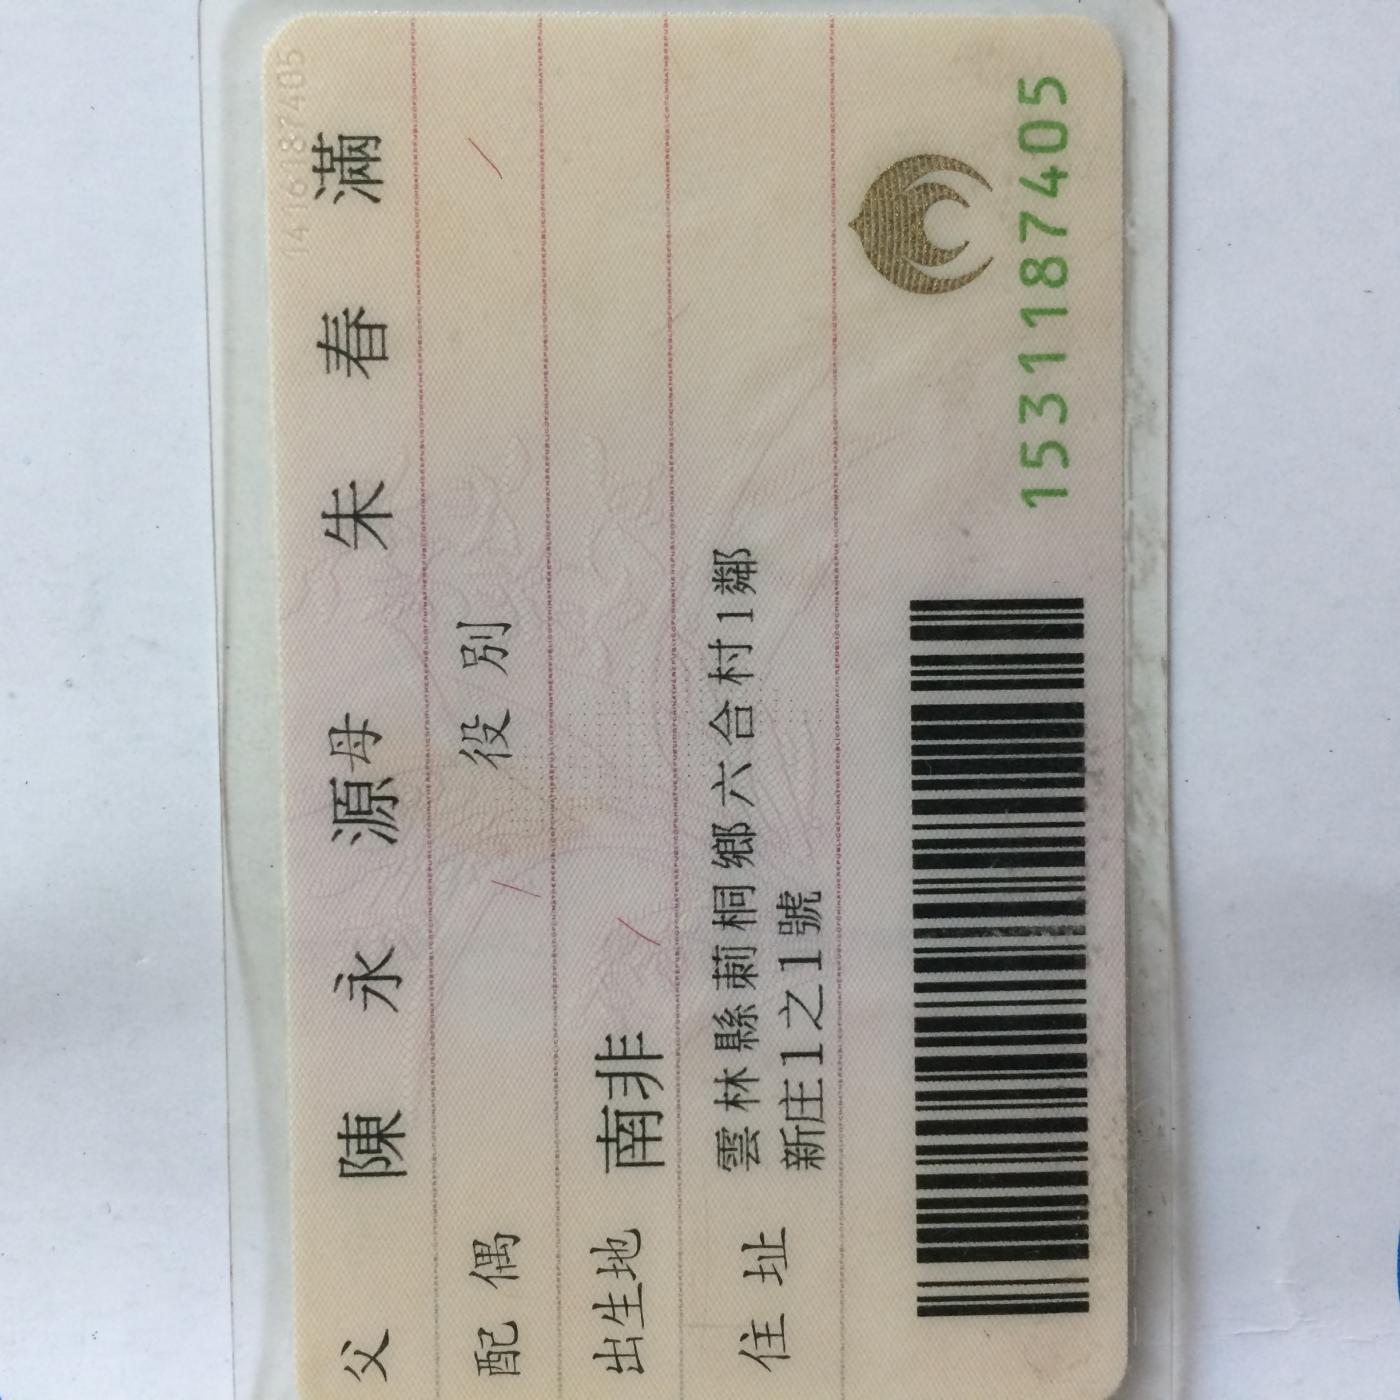 父 陳永源 母 朱春滿
配偶 役別
出生地 南非
住址 雲林縣莿桐鄉六合村1鄰
新庄1之1號
1531187405